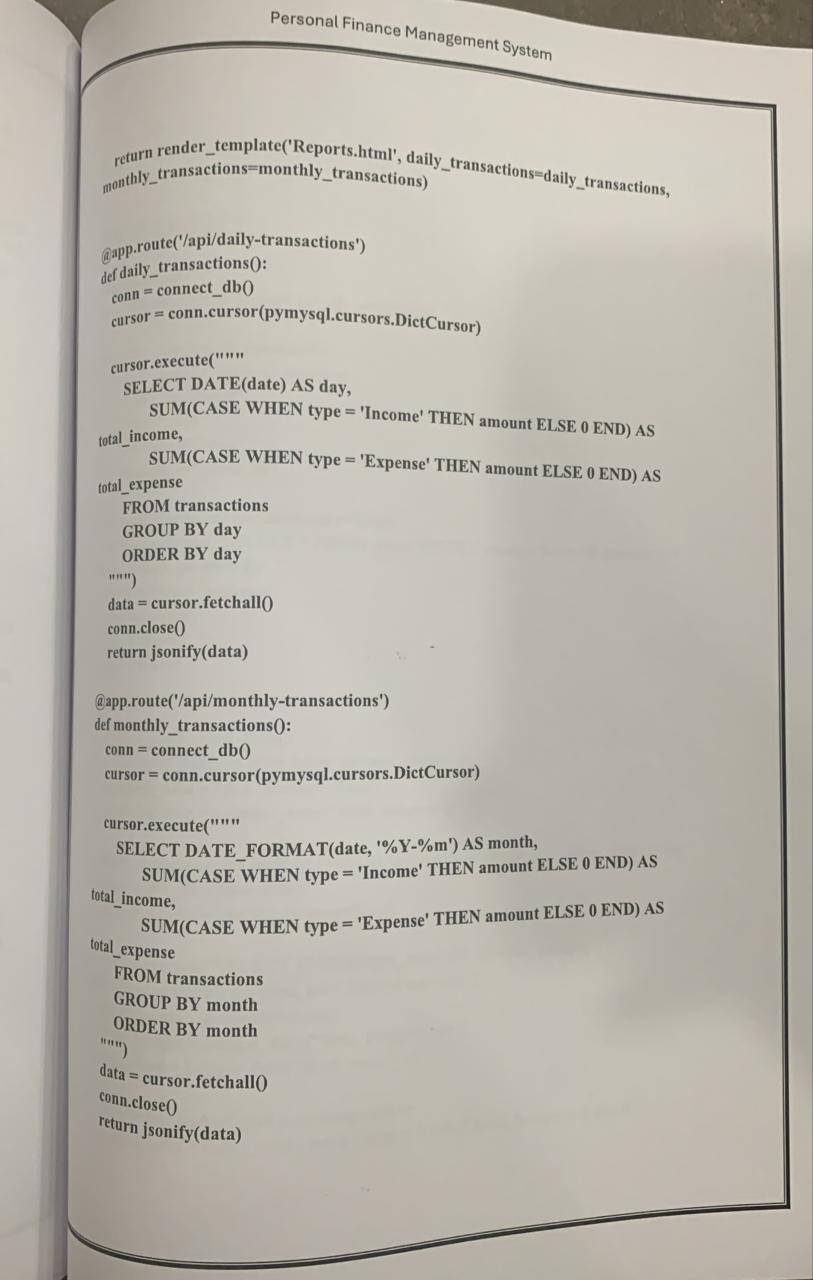 Personal Finance Management System
return render_template('Reports.html', daily_transactions=daily_transactions,
monthly_transactions=monthly_transactions)
@app.route('/api/daily-transactions')
def daily_transactions():
conn = connect_db()
cursor = conn.cursor(pymysql.cursors.DictCursor)
cursor.execute("""
SELECT DATE(date) AS day,
SUM(CASE WHEN type = 'Income' THEN amount ELSE 0 END) AS
total_income,
SUM(CASE WHEN type = 'Expense' THEN amount ELSE 0 END) AS
total_expense
FROM transactions
GROUP BY day
ORDER BY day
""")
data = cursor.fetchall()
conn.close()
return jsonify(data)
@app.route('/api/monthly-transactions')
def monthly_transactions():
conn = connect_db()
cursor = conn.cursor(pymysql.cursors.DictCursor)
cursor.execute("""
SELECT DATE_FORMAT(date, '%Y-%m') AS month,
SUM(CASE WHEN type = 'Income' THEN amount ELSE 0 END) AS
total_income,
SUM(CASE WHEN type = 'Expense' THEN amount ELSE 0 END) AS
total_expense
FROM transactions
GROUP BY month
ORDER BY month
""")
data = cursor.fetchall()
conn.close()
return jsonify(data)